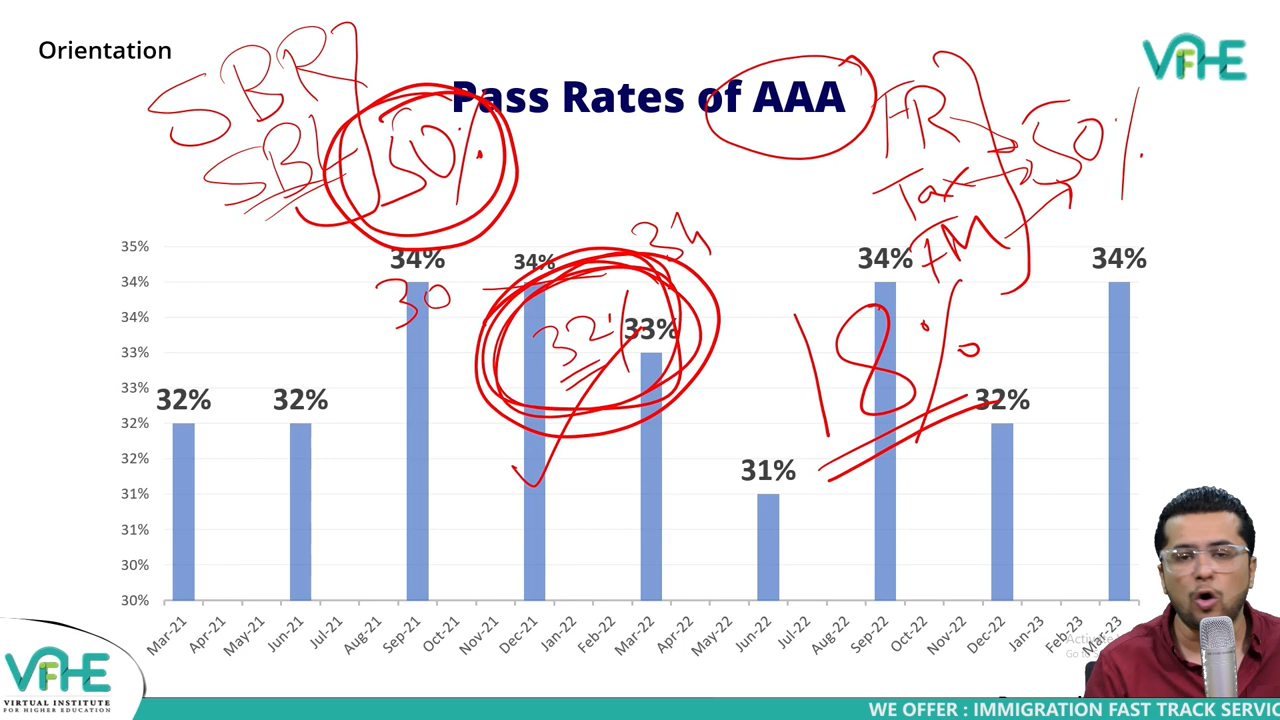 Orientation
VFHE
Pass Rates of AAA
SBR
SBL
50%
FR
Tax
FM
50%
34
30
32%
18%
35%
34%
34%
33%
33%
32%
32%
31%
31%
30%
30%
32%
32%
34%
34%
33%
31%
34%
32%
34%
Mar-21
Apr-21
May-21
Jun-21
Jul-21
Aug-21
Sep-21
Oct-21
Nov-21
Dec-21
Jan-22
Feb-22
Mar-22
Apr-22
May-22
Jun-22
Jul-22
Aug-22
Sep-22
Oct-22
Nov-22
Dec-22
Jan-23
Feb-23
Mar-23
Go to
VFHE
VIRTUAL INSTITUTE
FOR HIGHER EDUCATION
WE OFFER : IMMIGRATION FAST TRACK SERVIC